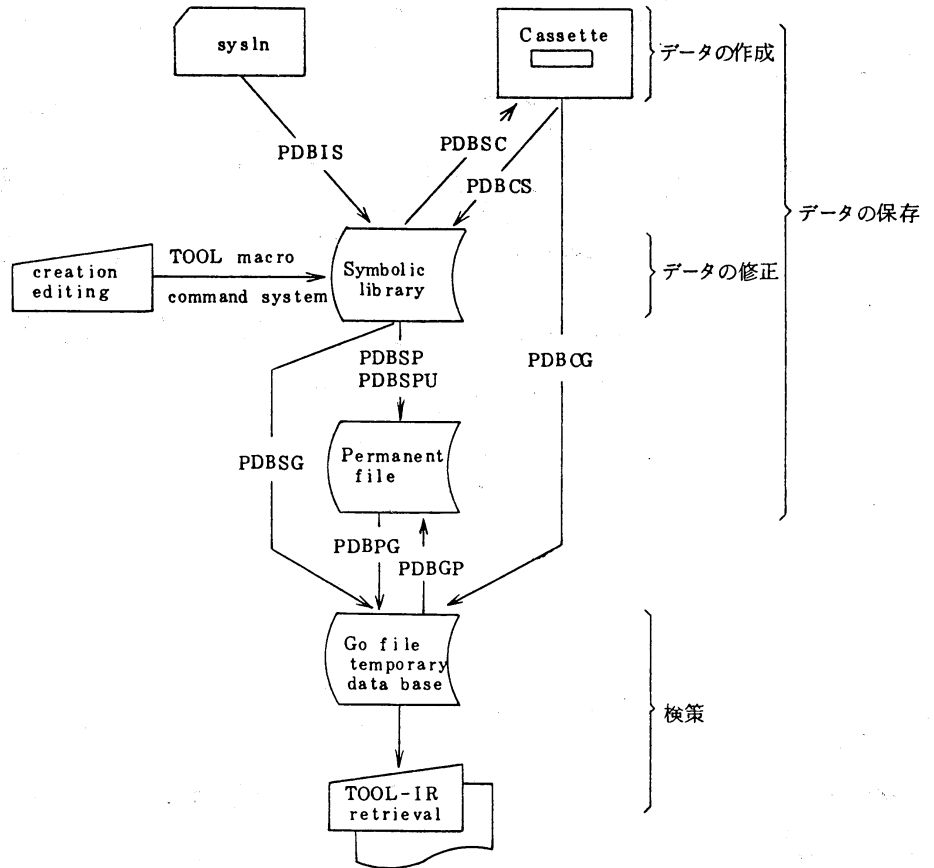 sysln
Cassette
データの作成
PDBIS
PDBSC
PDBCS
データの保存
creation
editing
TOOL macro
command system
Symbolic
library
データの修正
PDBSP
PDBSPU
PDBCG
PDBSG
Permanent
file
PDBPG
PDBGP
Go file
temporary
data base
検策
TOOL-IR
retrieval